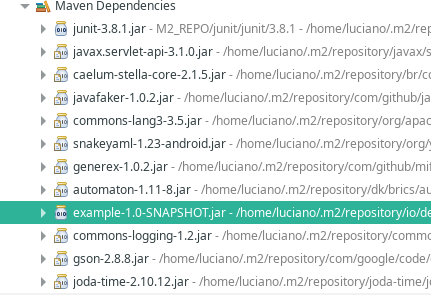 Maven Dependencies
junit-3.8.1.jar - M2_REPO/junit/junit/3.8.1 - /home/luciano/.m2/rep
javax.servlet-api-3.1.0.jar - /home/luciano/.m2/repository/javax/s
caelum-stella-core-2.1.5.jar - /home/luciano/.m2/repository/br/co
javafaker-1.0.2.jar - /home/luciano/.m2/repository/com/github/ja
commons-lang3-3.5.jar - /home/luciano/.m2/repository/org/apac
snakeyaml-1.23-android.jar - /home/luciano/.m2/repository/org/y
generex-1.0.2.jar - /home/luciano/.m2/repository/com/github/mif
automaton-1.11-8.jar - /home/luciano/.m2/repository/dk/brics/au
example-1.0-SNAPSHOT.jar - /home/luciano/.m2/repository/io/de
commons-logging-1.2.jar - /home/luciano/.m2/repository/commo
gson-2.8.8.jar - /home/luciano/.m2/repository/com/google/code/
joda-time-2.10.12.jar - /home/luciano/.m2/repository/joda-time/j